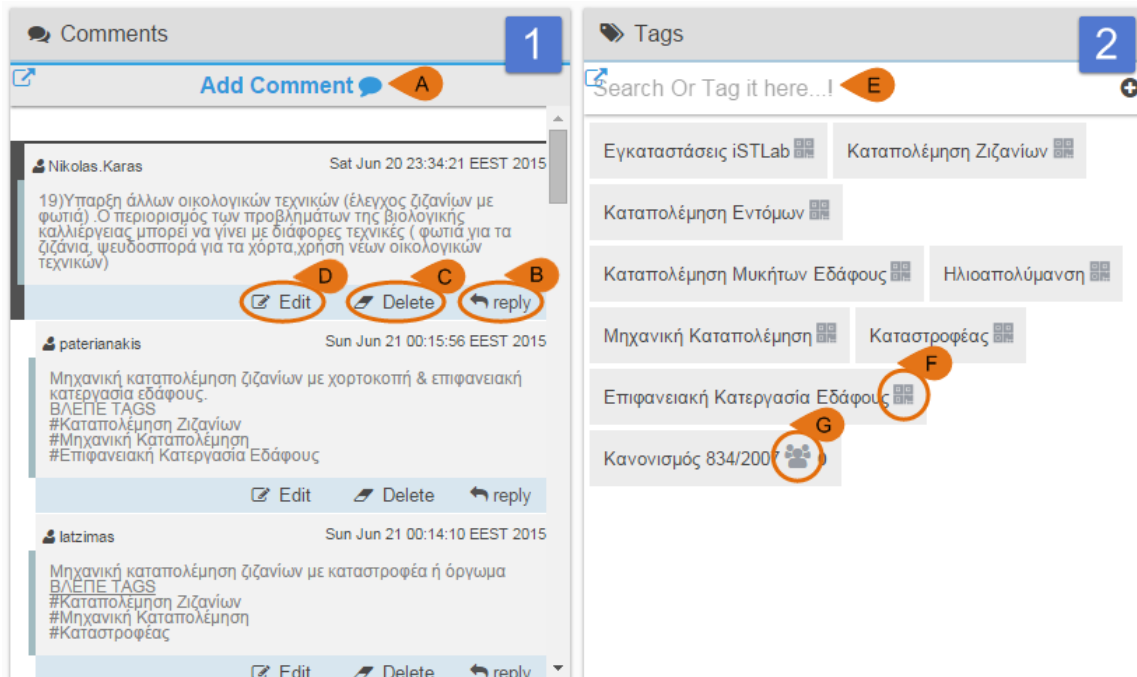 Comments
1
Add Comment
A
Nikolas.Karas
Sat Jun 20 23:34:21 EEST 2015
19)Υπαρξη άλλων οικολογικών τεχνικών (έλεγχος ζιζανίων με
φωτιά) .Ο περιορισμός των προβλημάτων της βιολογικής
καλλιέργειας μπορεί να γίνει με διάφορες τεχνικές ( φωτιά για τα
ζιζάνια, ψευδοσπορά για τα χόρτα,χρήση νέων οικολογικών
τεχνικών)
D
C
B
Edit
Delete
reply
paterianakis
Sun Jun 21 00:15:56 EEST 2015
Μηχανική καταπολέμηση ζιζανίων με χορτοκοπή & επιφανειακή
κατεργασία εδάφους.
ΒΛΕΠΕ TAGS
#Καταπολέμηση Ζιζανίων
#Μηχανική Καταπολέμηση
#Επιφανειακή Κατεργασία Εδάφους
Edit
Delete
reply
latzimas
Sun Jun 21 00:14:10 EEST 2015
Μηχανική καταπολέμηση ζιζανίων με καταστροφέα ή όργωμα
ΒΛΕΠΕ TAGS
#Καταπολέμηση Ζιζανίων
#Μηχανική Καταπολέμηση
#Καταστροφέας
Edit
Delete
reply
Tags
2
Search Or Tag it here...!
E
Εγκαταστάσεις iSTLab
Καταπολέμηση Ζιζανίων
Καταπολέμηση Εντόμων
Καταπολέμηση Μυκήτων Εδάφους
Ηλιοαπολύμανση
Μηχανική Καταπολέμηση
Καταστροφέας
F
Επιφανειακή Κατεργασία Εδάφους
G
Κανονισμός 834/2007